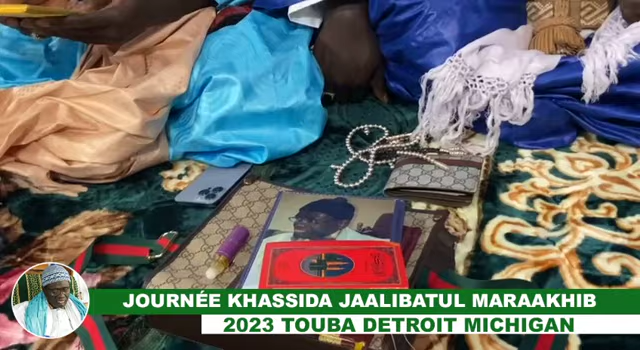 JOURNÉE KHASSIDA JAALIBATUL MARAAKHIB
2023 TOUBA DETROIT MICHIGAN